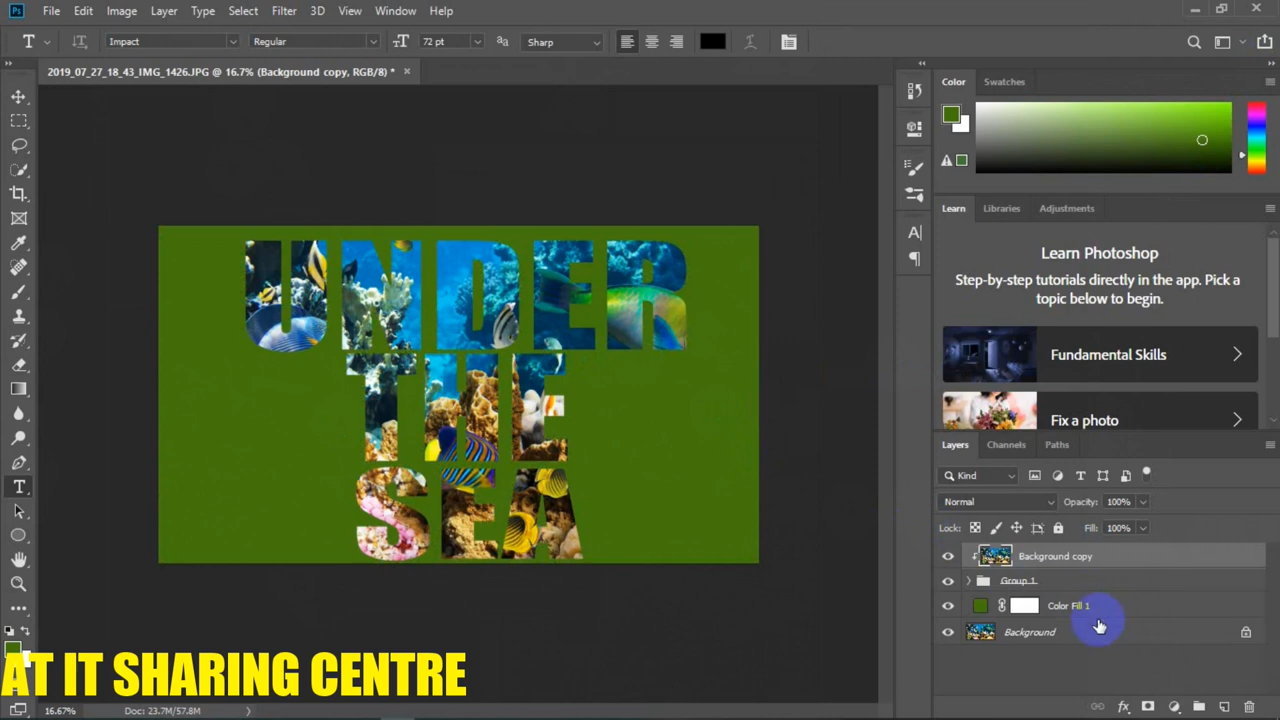 Ps File Edit Image Layer Type Select Filter 3D View Window Help
T Impact Regular 72 pt aa Sharp
2019_07_27_18_43_IMG_1426.JPG @ 16.7% (Background copy, RGB/8) * ×
Color Swatches
Learn Libraries Adjustments
Learn Photoshop
Step-by-step tutorials directly in the app. Pick a
topic below to begin.
Fundamental Skills
Fix a photo
UNDER
THE
SEA
Layers Channels Paths
Kind
Normal Opacity: 100%
Lock: Fill: 100%
Background copy
Group 1
Color Fill 1
Background
AT IT SHARING CENTRE
16.67% Doc: 23.7M/57.8M